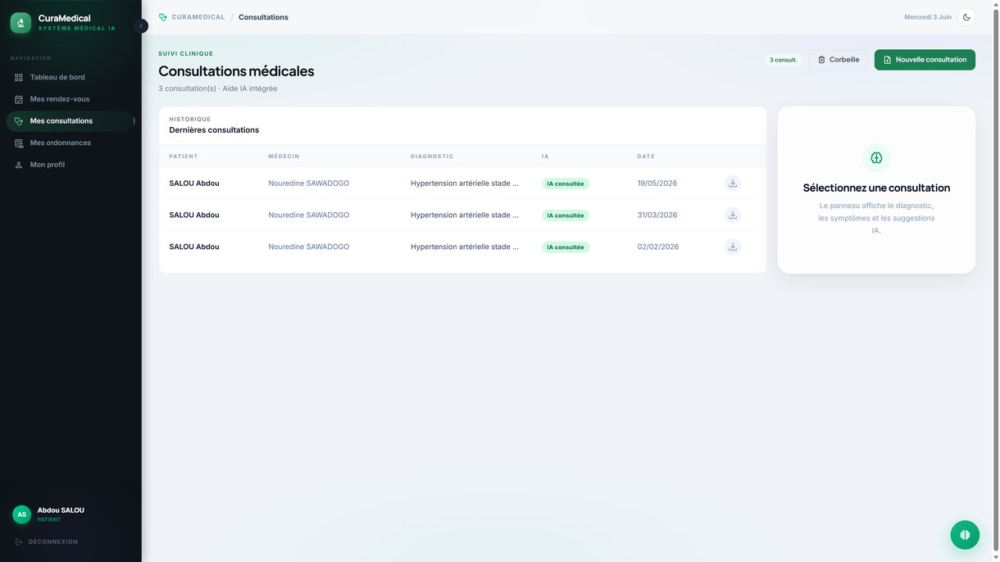 CuraMedical
SYSTÈME MÉDICAL IA
NAVIGATION
Tableau de bord
Mes rendez-vous
Mes consultations
Mes ordonnances
Mon profil
AS
Abdou SALOU
PATIENT
DÉCONNEXION
CURAMEDICAL / Consultations
Mercredi 3 Juin
SUIVI CLINIQUE
Consultations médicales
3 consultation(s) · Aide IA intégrée
3 consult.
Corbeille
Nouvelle consultation
HISTORIQUE
Dernières consultations
PATIENT MÉDECIN DIAGNOSTIC IA DATE
SALOU Abdou Nouredine SAWADOGO Hypertension artérielle stade ... IA consultée 19/05/2026
SALOU Abdou Nouredine SAWADOGO Hypertension artérielle stade ... IA consultée 31/03/2026
SALOU Abdou Nouredine SAWADOGO Hypertension artérielle stade ... IA consultée 02/02/2026
Sélectionnez une consultation
Le panneau affiche le diagnostic,
les symptômes et les suggestions
IA.